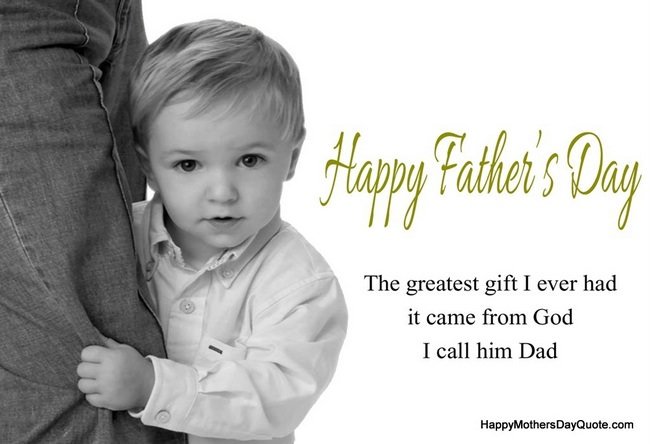 Happy Father's Day
The greatest gift I ever had
it came from God
I call him Dad
HappyMothersDayQuote.com